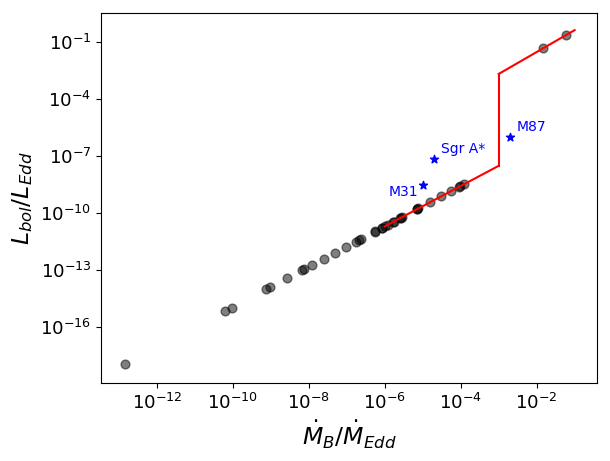 10⁻¹
10⁻⁴
10⁻⁷
10⁻¹⁰
10⁻¹³
10⁻¹⁶
L_bol/L_Edd
M87
Sgr A*
M31
10⁻¹² 10⁻¹⁰ 10⁻⁸ 10⁻⁶ 10⁻⁴ 10⁻²
Ṁ_B/Ṁ_Edd